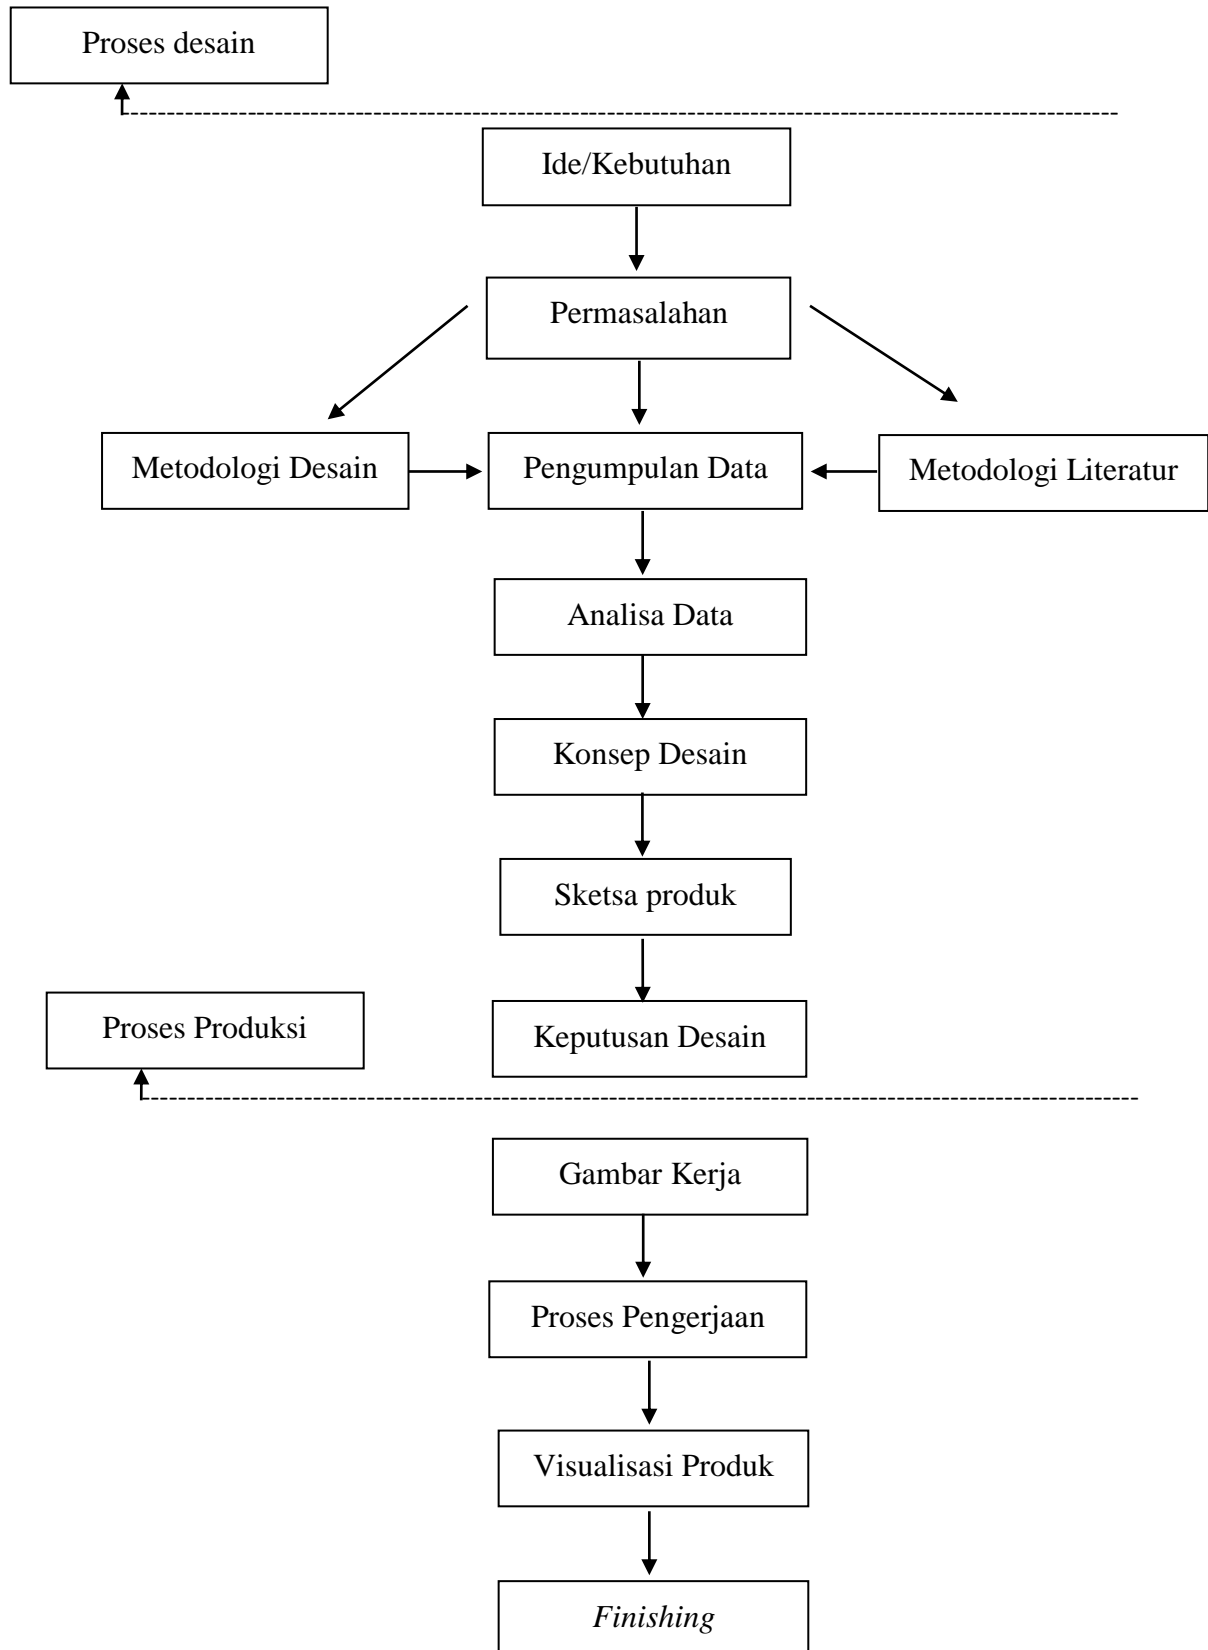 Proses desain
Ide/Kebutuhan
Permasalahan
Metodologi Desain
Pengumpulan Data
Metodologi Literatur
Analisa Data
Konsep Desain
Sketsa produk
Proses Produksi
Keputusan Desain
Gambar Kerja
Proses Pengerjaan
Visualisasi Produk
Finishing